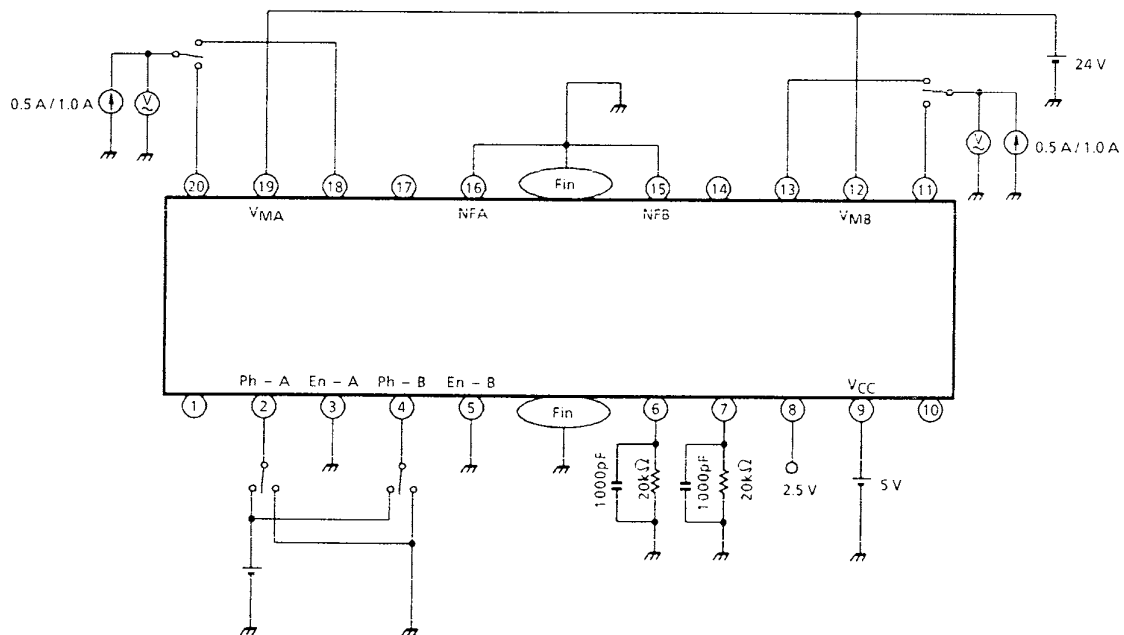 24 V
0.5 A / 1.0 A
V
V
0.5 A / 1.0 A
20 19 18 17 16 Fin 15 14 13 12 11
VMA NFA NFB VMB
Ph - A En - A Ph - B En - B VCC
1 2 3 4 5 Fin 6 7 8 9 10
1000pF
20kΩ
1000pF
20kΩ
2.5 V
5 V